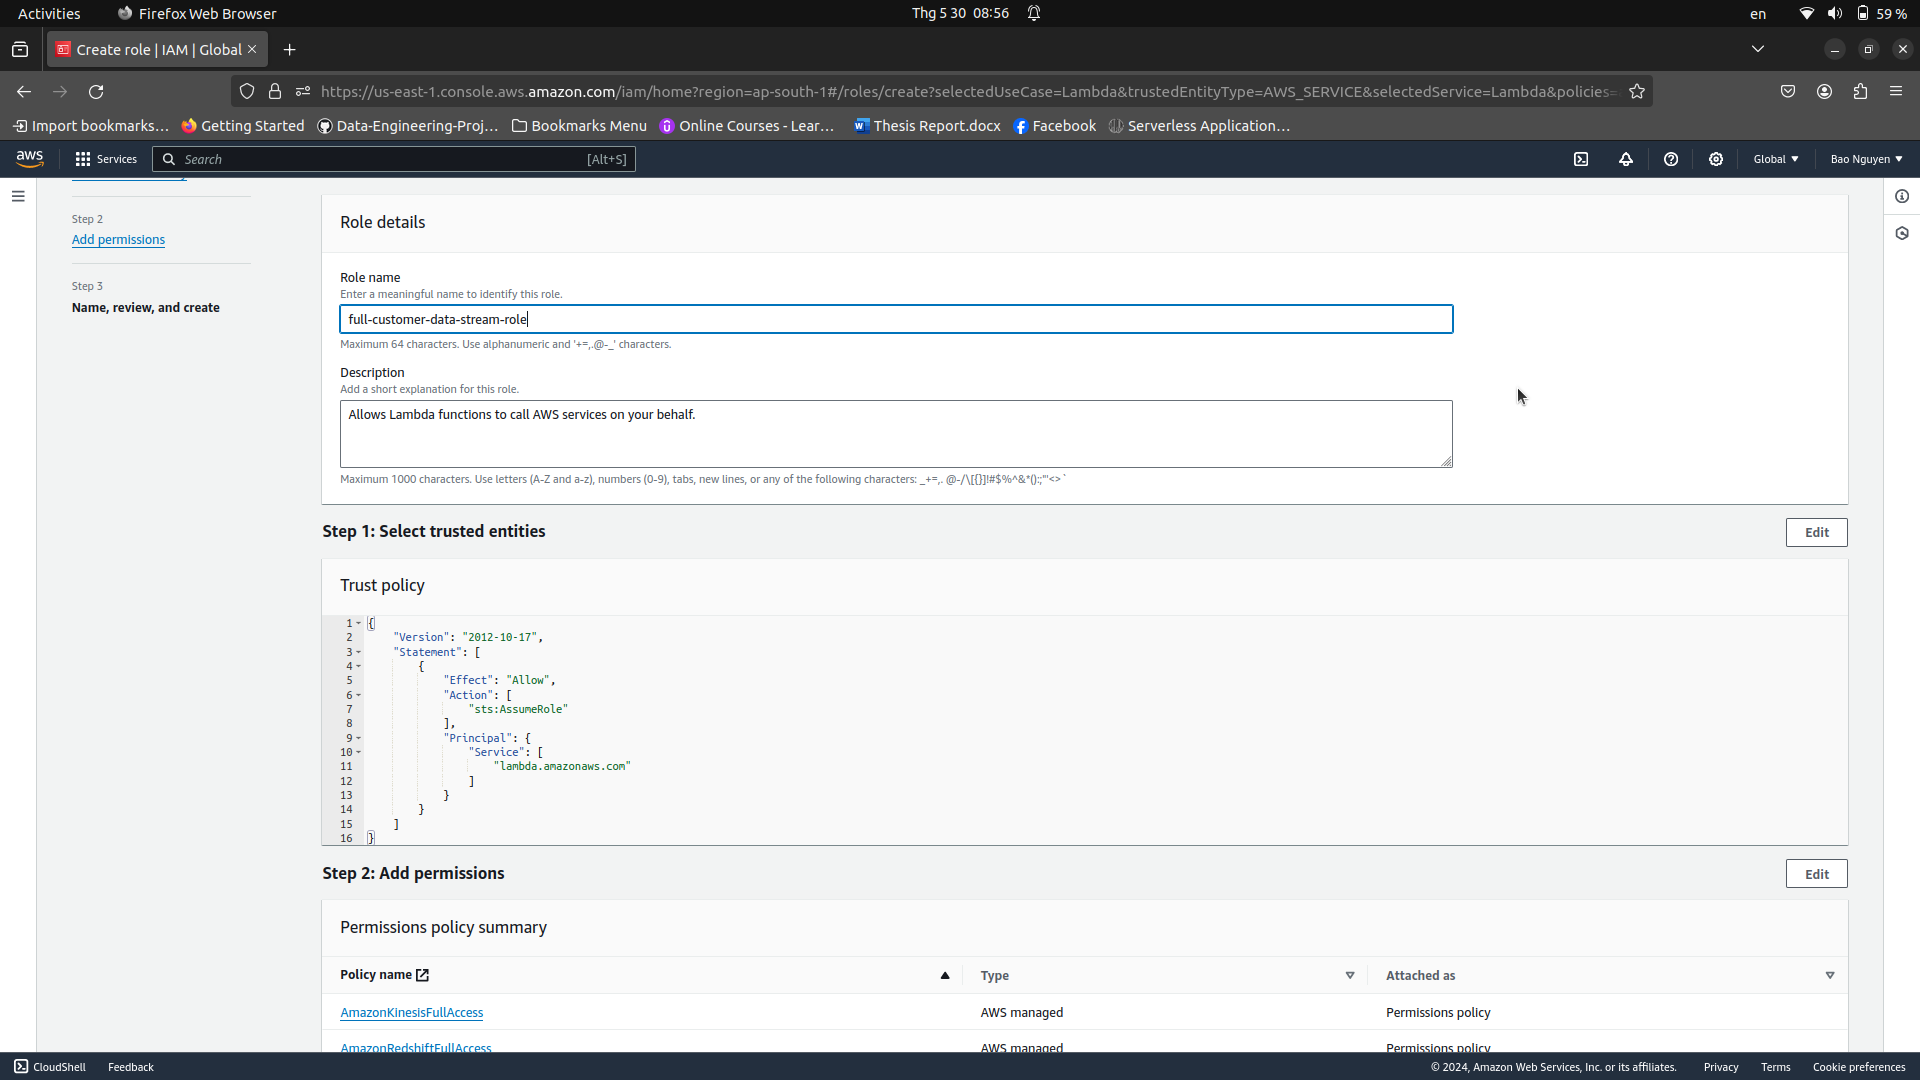 Activities
Firefox Web Browser
Thg 5 30 08:56
en
59 %
Create role | IAM | Global
https://us-east-1.console.aws.amazon.com/iam/home?region=ap-south-1#/roles/create?selectedUseCase=Lambda&trustedEntityType=AWS_SERVICE&selectedService=Lambda&policies=
Import bookmarks…
Getting Started
Data-Engineering-Proj…
Bookmarks Menu
Online Courses - Lear…
Thesis Report.docx
Facebook
Serverless Application…
aws
Services
Search
[Alt+S]
Global
Bao Nguyen
Step 2
Add permissions
Step 3
Name, review, and create
Role details
Role name
Enter a meaningful name to identify this role.
full-customer-data-stream-role
Maximum 64 characters. Use alphanumeric and '+=,.@-_' characters.
Description
Add a short explanation for this role.
Allows Lambda functions to call AWS services on your behalf.
Maximum 1000 characters. Use letters (A-Z and a-z), numbers (0-9), tabs, new lines, or any of the following characters: _+=,. @-/\[{}]!#$%^&*();:"'<>`
Step 1: Select trusted entities
Edit
Trust policy
1 {
2 "Version": "2012-10-17",
3 "Statement": [
4 {
5 "Effect": "Allow",
6 "Action": [
7 "sts:AssumeRole"
8 ],
9 "Principal": {
10 "Service": [
11 "lambda.amazonaws.com"
12 ]
13 }
14 }
15 ]
16 }
Step 2: Add permissions
Edit
Permissions policy summary
Policy name
Type
Attached as
AmazonKinesisFullAccess
AWS managed
Permissions policy
AmazonRedshiftFullAccess
AWS managed
Permissions policy
CloudShell
Feedback
© 2024, Amazon Web Services, Inc. or its affiliates.
Privacy
Terms
Cookie preferences